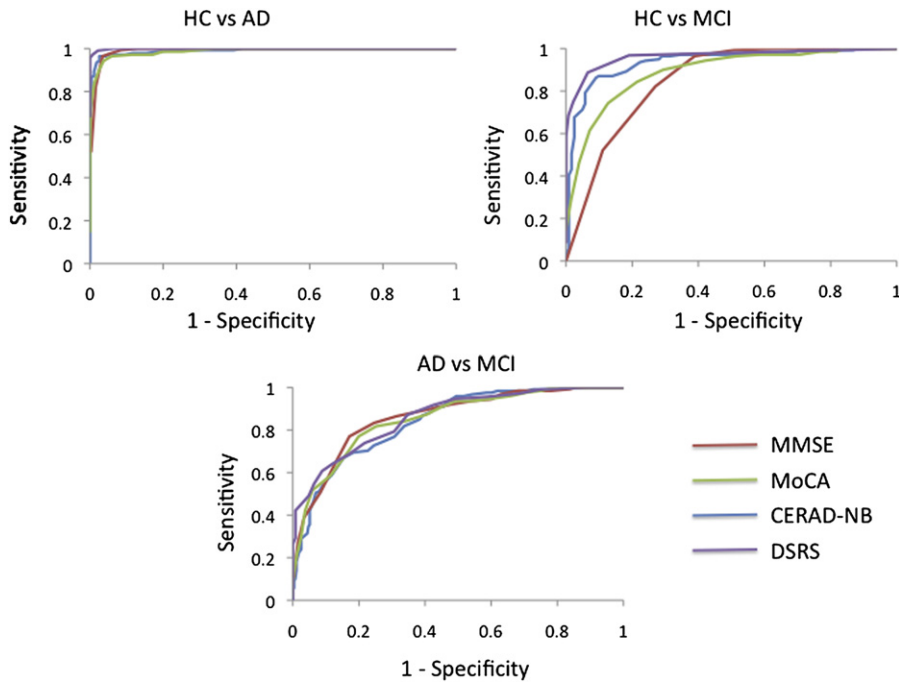 HC vs AD
1
0.8
0.6
0.4
0.2
0
Sensitivity
0 0.2 0.4 0.6 0.8 1
1 - Specificity
HC vs MCI
1
0.8
0.6
0.4
0.2
0
Sensitivity
0 0.2 0.4 0.6 0.8 1
1 - Specificity
AD vs MCI
1
0.8
0.6
0.4
0.2
0
Sensitivity
0 0.2 0.4 0.6 0.8 1
1 - Specificity
MMSE
MoCA
CERAD-NB
DSRS